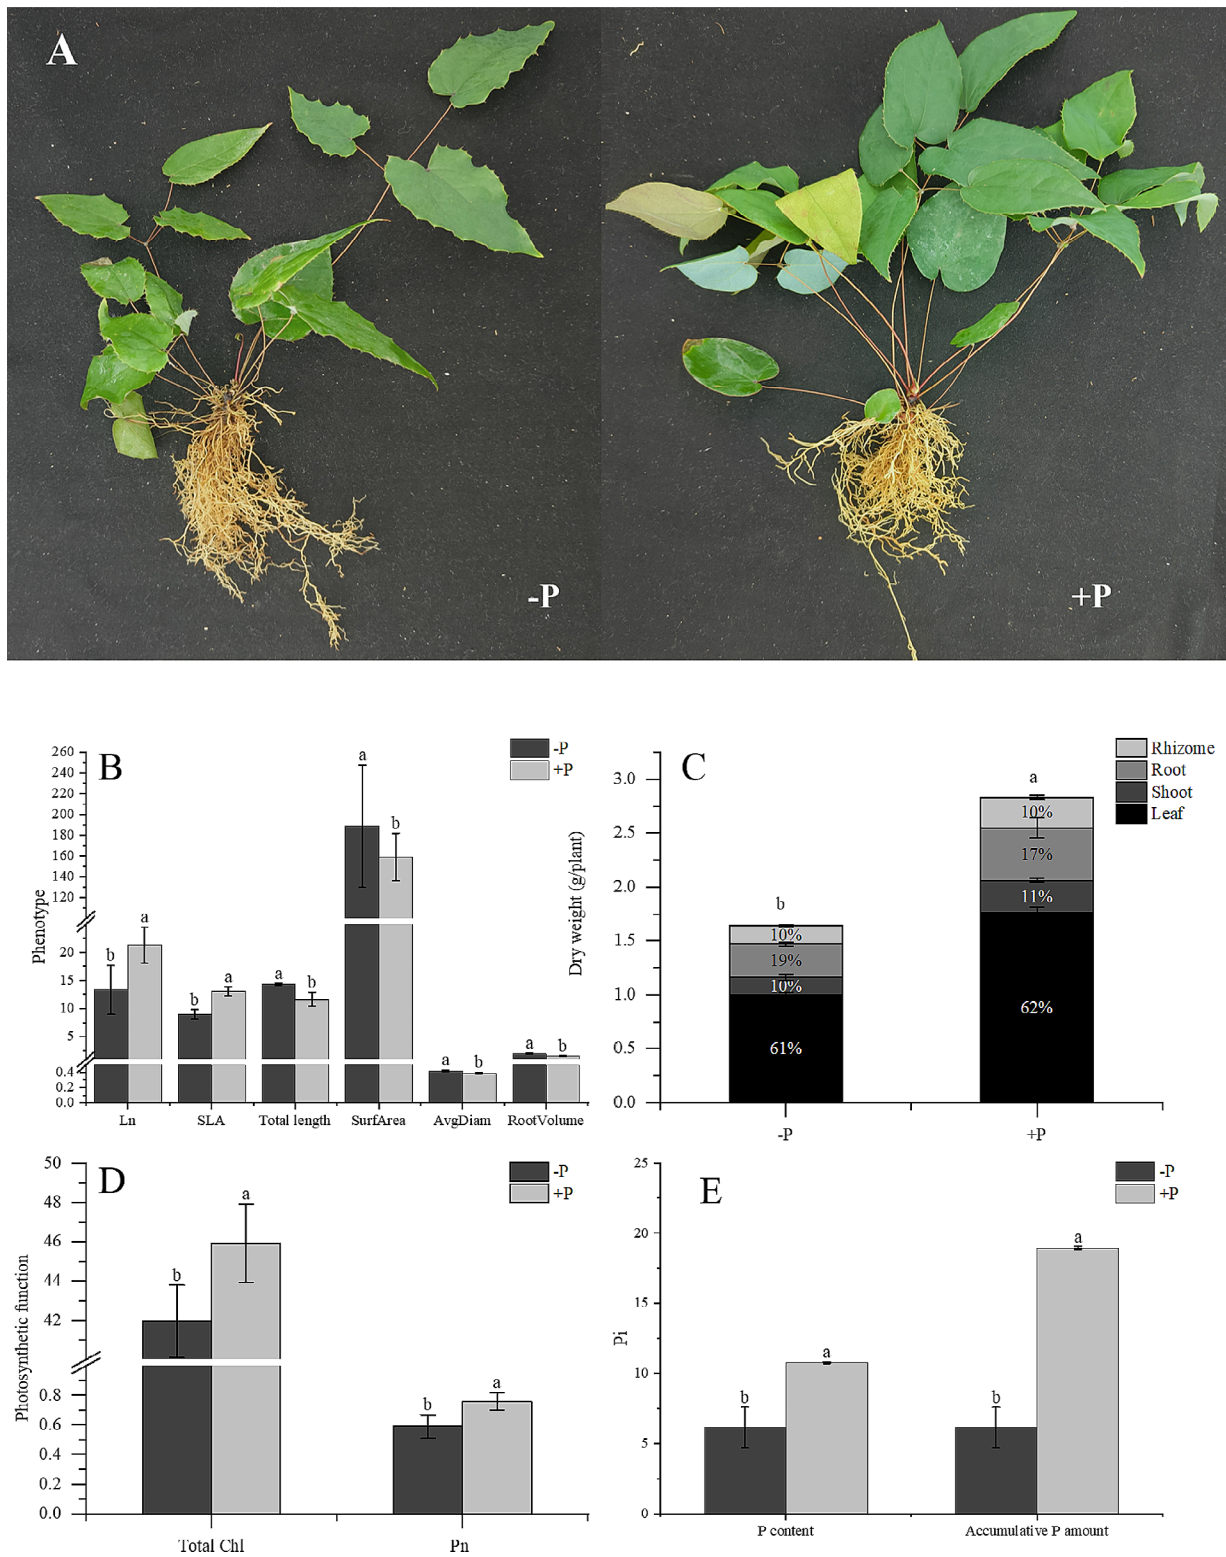 A
-P
+P
B
-P
+P
Phenotype
260
240
220
200
180
160
140
120
20
15
10
5
0.4
0.2
0.0
b
a
b
a
a
b
a
b
a
b
a
b
Ln
SLA
Total length
SurfArea
AvgDiam
RootVolume
C
Rhizome
Root
Shoot
Leaf
Dry weight (g/plant)
3.0
2.5
2.0
1.5
1.0
0.5
0.0
b
10%
19%
10%
61%
a
10%
17%
11%
62%
-P
+P
D
-P
+P
Photosynthetic function
50
48
46
44
42
0.8
0.6
0.4
0.2
0.0
b
a
b
a
Total Chl
Pn
E
-P
+P
Pi
25
20
15
10
5
0
b
a
b
a
P content
Accumulative P amount